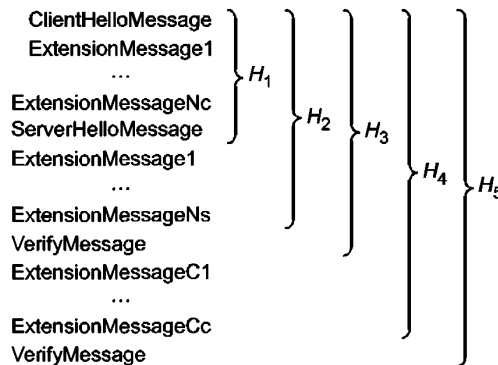 ClientHelloMessage
ExtensionMessage1
...
ExtensionMessageNc
ServerHelloMessage
ExtensionMessage1
...
ExtensionMessageNs
VerifyMessage
ExtensionMessageC1
...
ExtensionMessageCc
VerifyMessage
H1
H2
H3
H4
H5